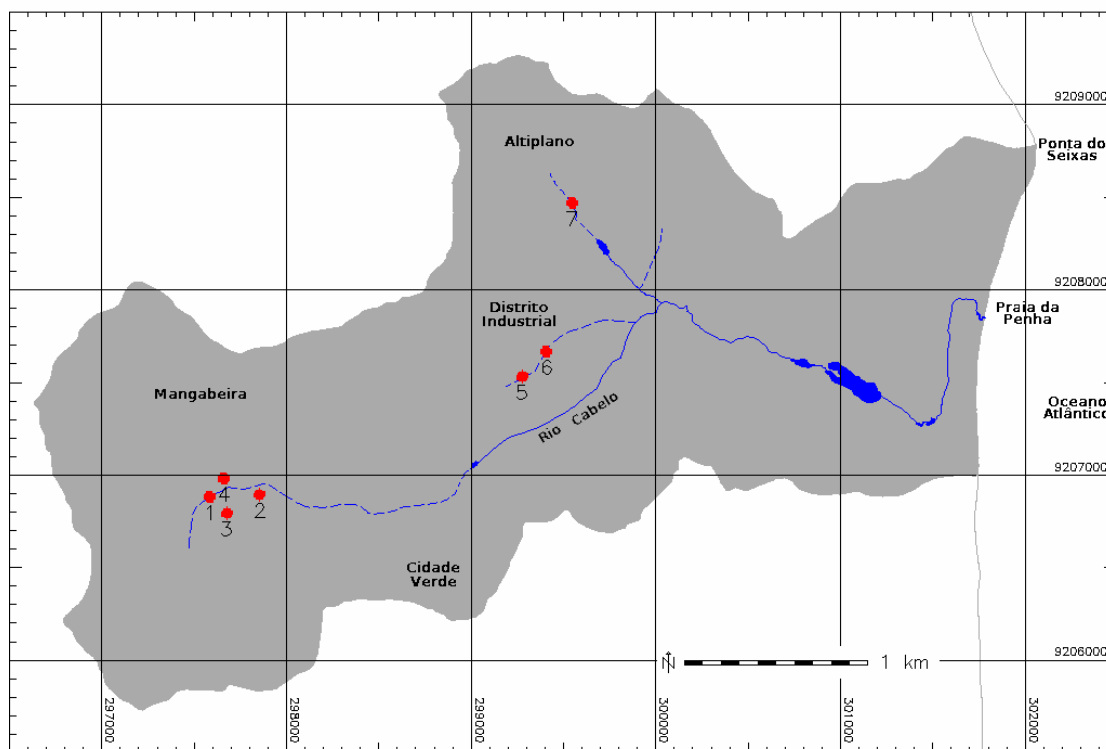 9209000
Altiplano
Ponta do
Seixas
7
9208000
Distrito
Industrial
Praia da
Penha
6
5
Mangabeira
Oceano
Atlântico
Rio Cabelo
9207000
4
1
2
3
Cidade
Verde
N
1 km
9206000
297000
298000
299000
300000
301000
302000